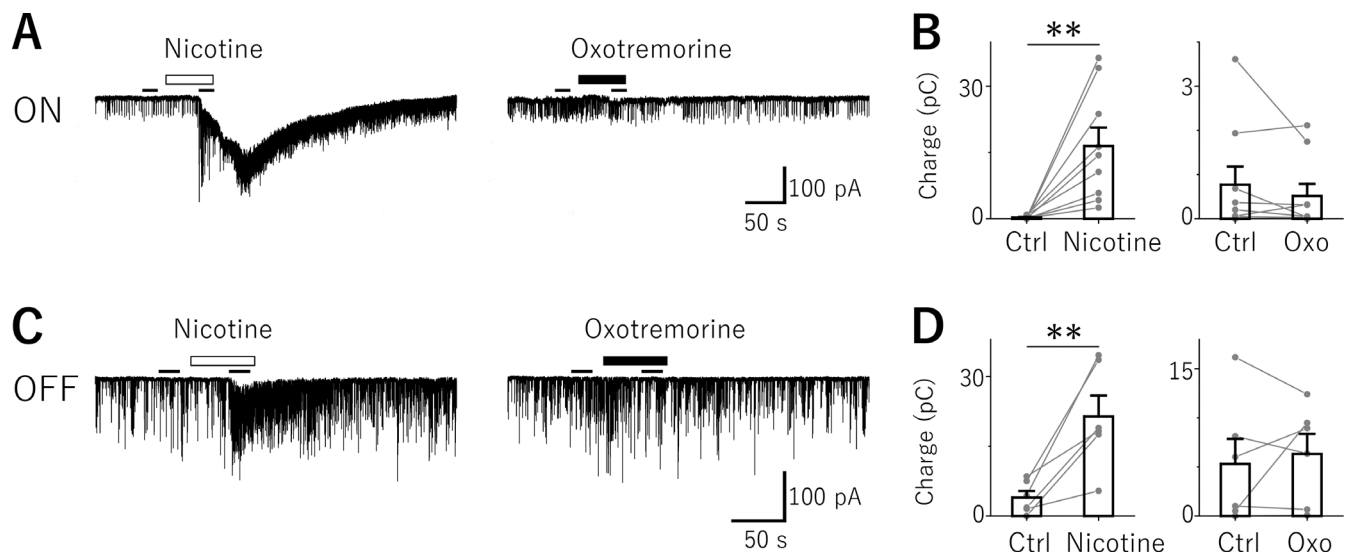 A
Nicotine
Oxotremorine
ON
100 pA
50 s
B
**
30
0
Charge (pC)
Ctrl Nicotine
3
0
Ctrl Oxo
C
Nicotine
Oxotremorine
OFF
100 pA
50 s
D
**
30
0
Charge (pC)
Ctrl Nicotine
15
0
Ctrl Oxo